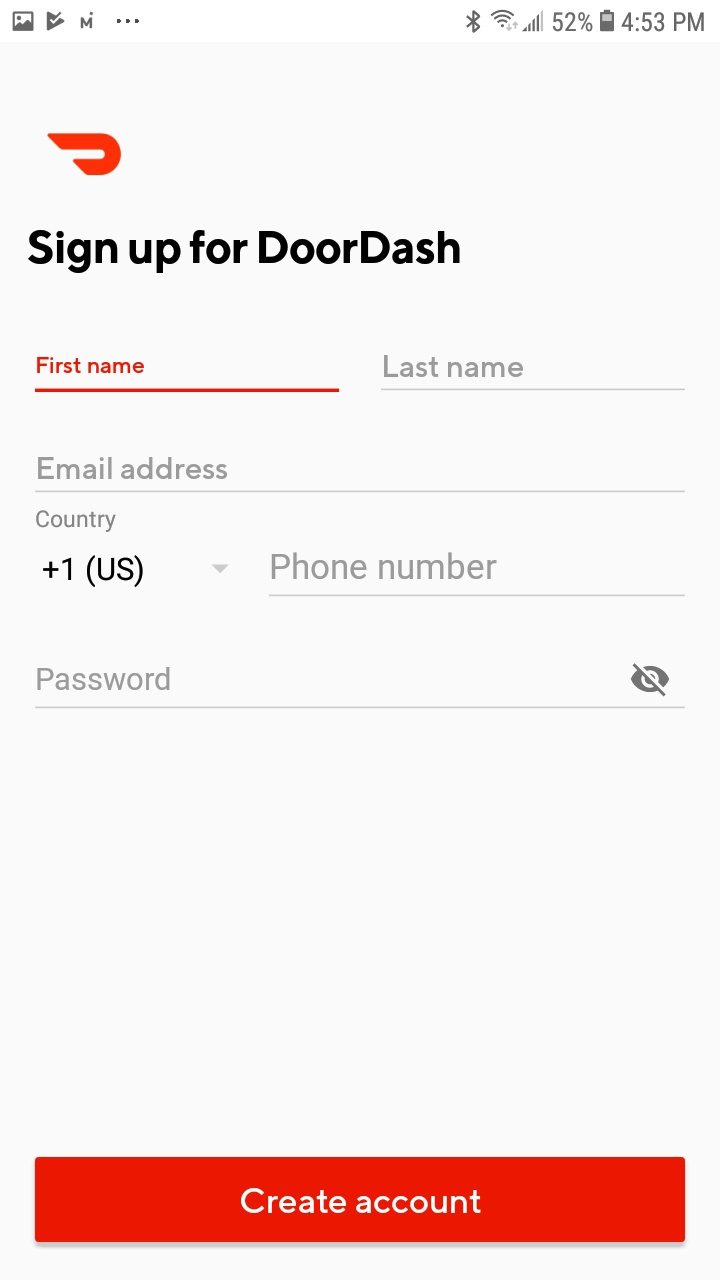 52% 4:53 PM
Sign up for DoorDash
First name Last name
Email address
Country
+1 (US) Phone number
Password
Create account